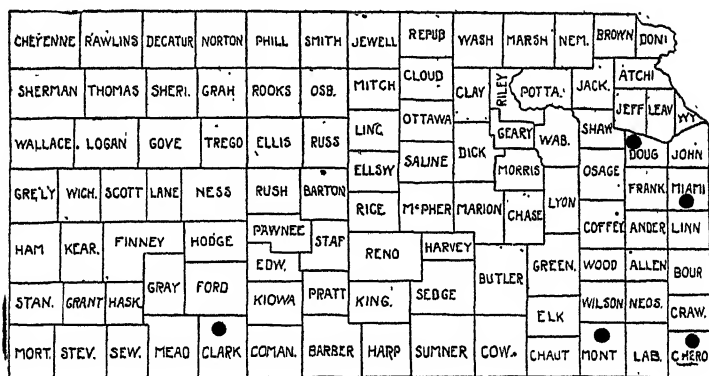 CHEYENNE RAWLINS DECATUR NORTON PHILL SMITH JEWELL REPUB WASH MARSH NEM. BROWN DONI
SHERMAN THOMAS SHERI. GRAH ROOKS OSB. MITCH CLOUD CLAY RILEY POTTA. JACK. ATCHI
JEFF LEAV WY
WALLACE. LOGAN GOVE TREGO ELLIS RUSS LINC OTTAWA DICK GEARY WAB. SHAW DOUG JOHN
GRE'LY WICH. SCOTT LANE NESS RUSH BARTON ELLSW SALINE MORRIS OSAGE FRANK. MIAMI
RICE McPHER MARION CHASE LYON COFFEY ANDER LINN
HAM KEAR. FINNEY HODGE PAWNEE STAF RENO HARVEY
EDW. BUTLER GREEN. WOOD ALLEN BOUR
STAN. GRANT HASK. GRAY FORD KIOWA PRATT KING. SEDGE ELK WILSON NEOS. CRAW.
MORT. STEV. SEW. MEAD CLARK COMAN. BARBER HARP SUMNER COW. CHAUT MONT LAB. CHERO